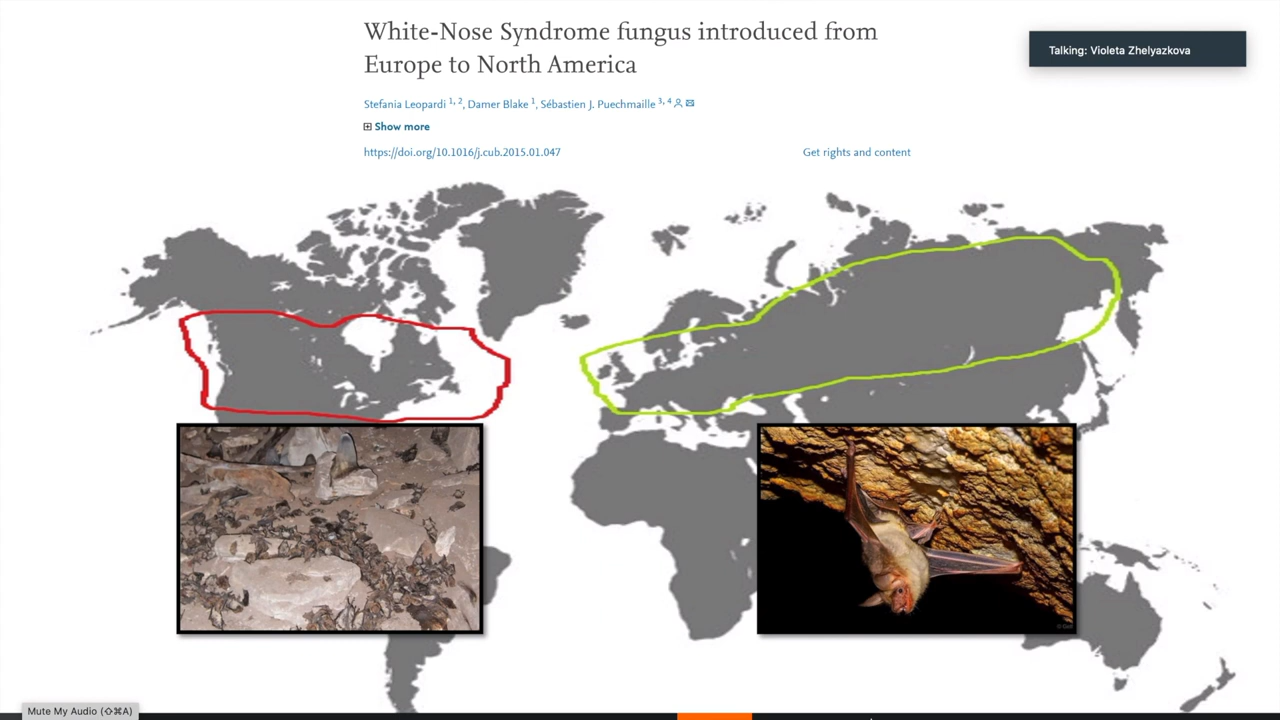 White-Nose Syndrome fungus introduced from
Europe to North America
Talking: Violeta Zhelyazkova
Stefania Leopardi 1, 2, Damer Blake 1, Sébastien J. Puechmaille 3, 4
Show more
https://doi.org/10.1016/j.cub.2015.01.047
Get rights and content
Mute My Audio (⇧⌘A)